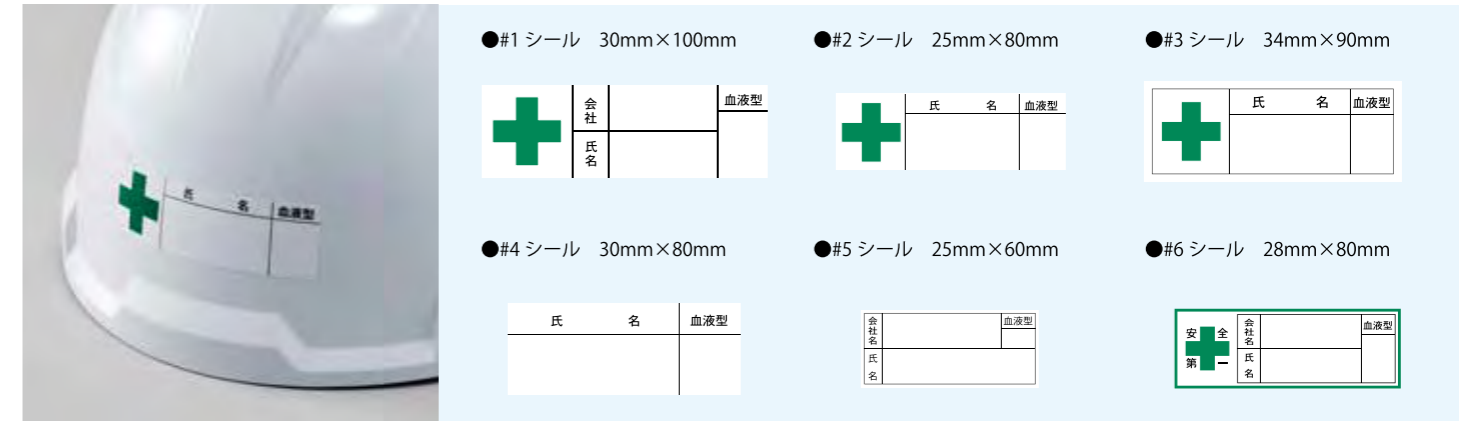 氏 名 血液型
●#1 シール 30mm×100mm
会社 血液型
氏名
●#2 シール 25mm×80mm
氏 名 血液型
●#3 シール 34mm×90mm
氏 名 血液型
●#4 シール 30mm×80mm
氏 名 血液型
●#5 シール 25mm×60mm
会社名 血液型
氏名
●#6 シール 28mm×80mm
安全 会社名 血液型
第一 氏名